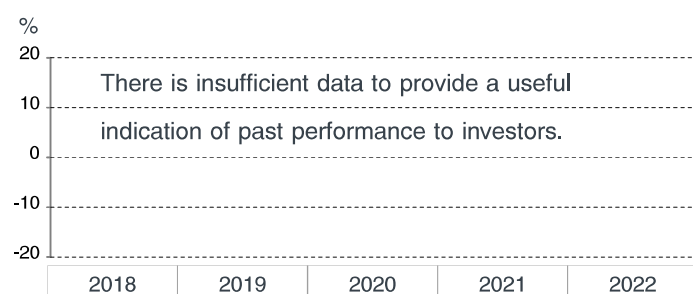 %
20
There is insufficient data to provide a useful
10
indication of past performance to investors.
0
-10
-20
2018 2019 2020 2021 2022